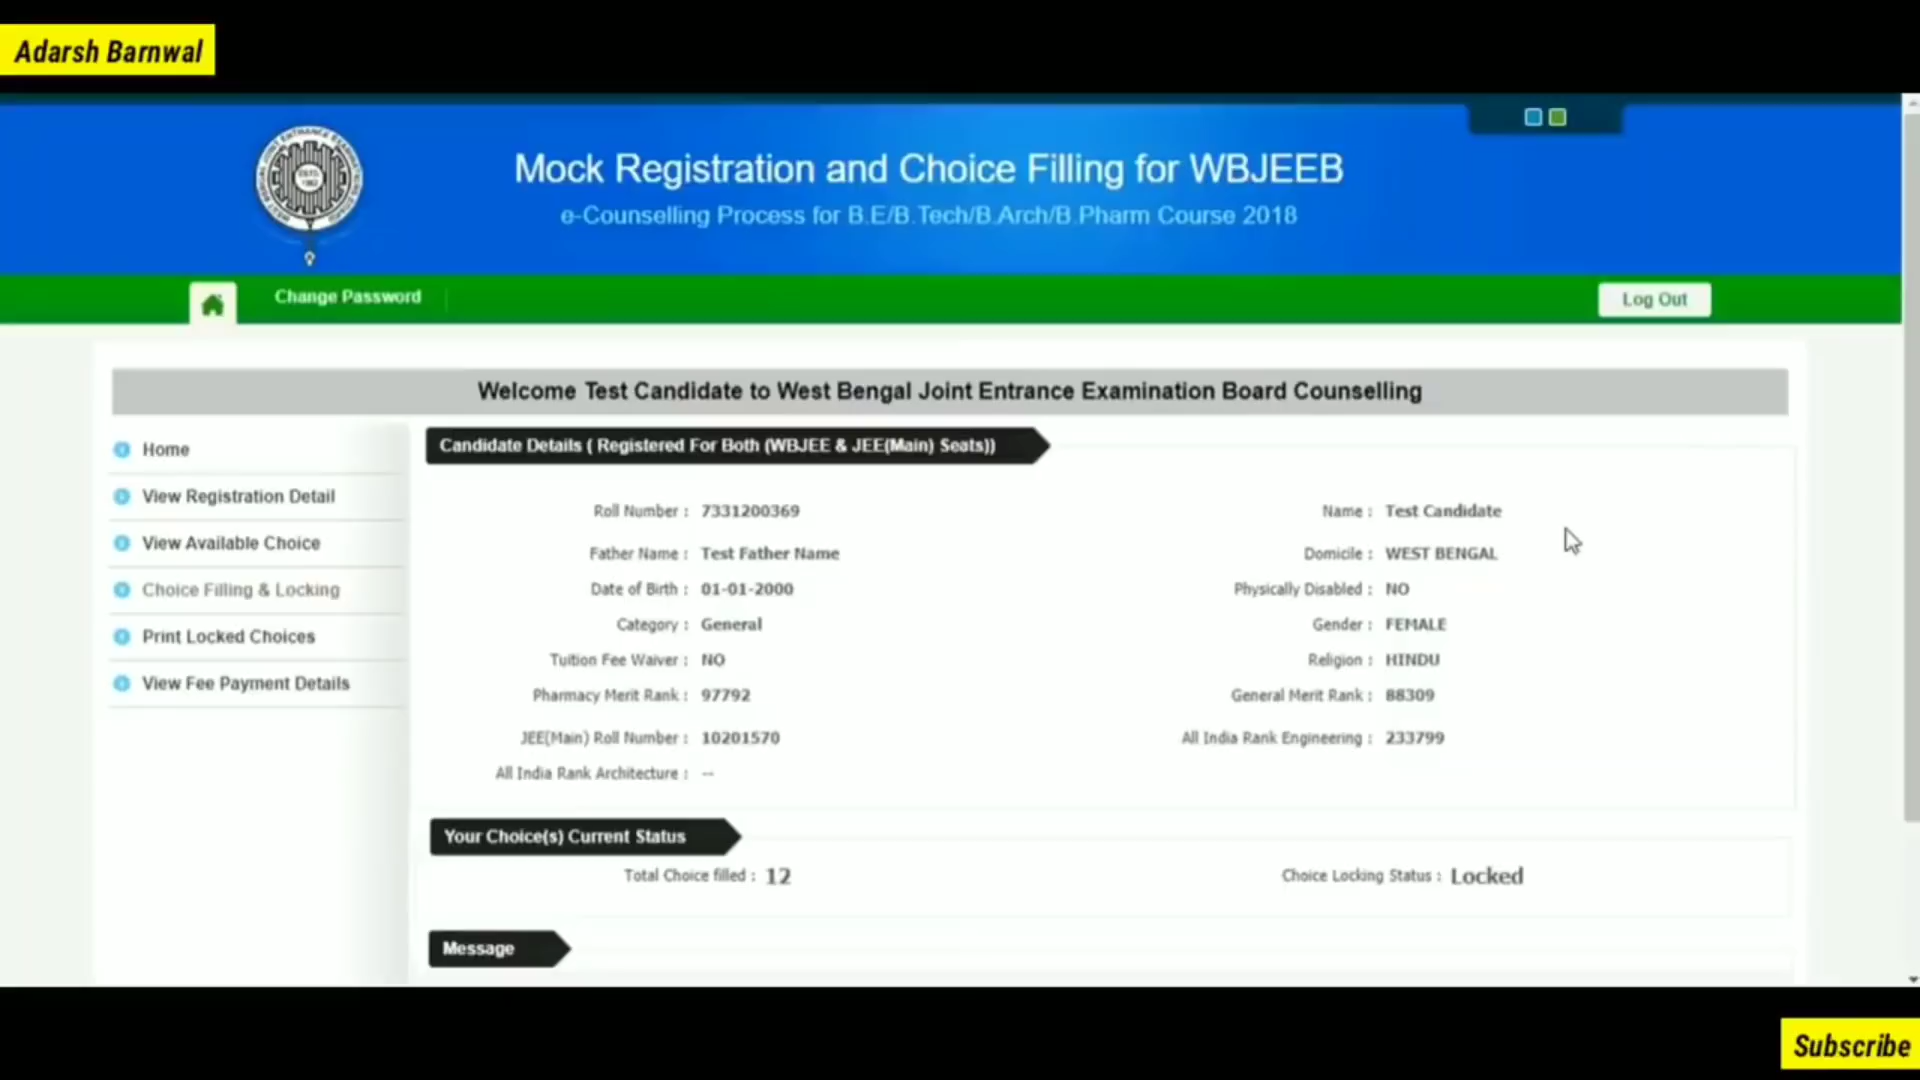 Adarsh Barnwal
Mock Registration and Choice Filling for WBJEEB
e-Counselling Process for B.E/B.Tech/B.Arch/B.Pharm Course 2018
Change Password
Log Out
Welcome Test Candidate to West Bengal Joint Entrance Examination Board Counselling
Home
View Registration Detail
View Available Choice
Choice Filling & Locking
Print Locked Choices
View Fee Payment Details
Candidate Details ( Registered For Both (WBJEE & JEE(Main) Seats))
Roll Number : 7331200369 Name : Test Candidate
Father Name : Test Father Name Domicile : WEST BENGAL
Date of Birth : 01-01-2000 Physically Disabled : NO
Category : General Gender : FEMALE
Tuition Fee Waiver : NO Religion : HINDU
Pharmacy Merit Rank : 97792 General Merit Rank : 88309
JEE(Main) Roll Number : 10201570 All India Rank Engineering : 233799
All India Rank Architecture : --
Your Choice(s) Current Status
Total Choice filled : 12 Choice Locking Status : Locked
Message
Subscribe